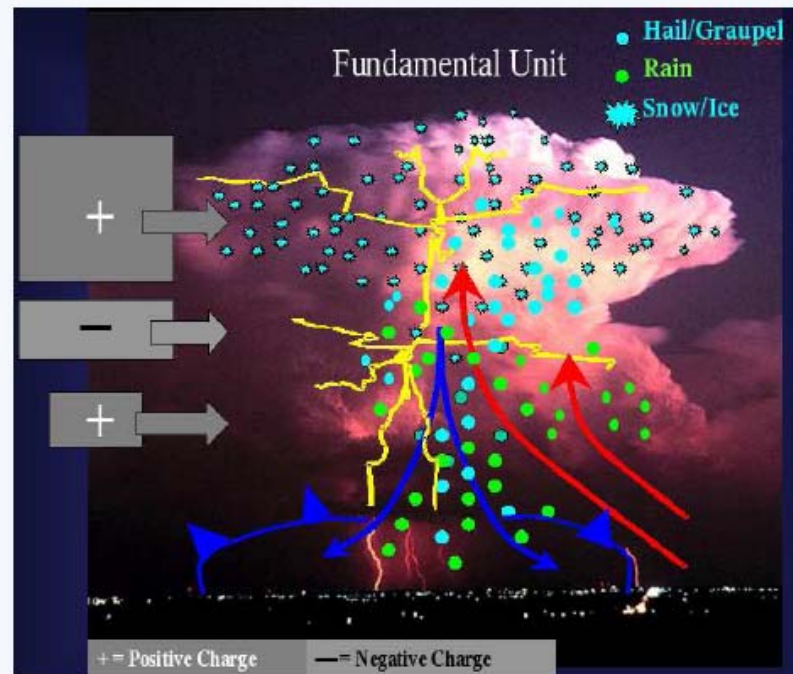 Fundamental Unit
Hail/Graupel
Rain
Snow/Ice
+
−
+
+ = Positive Charge
— = Negative Charge